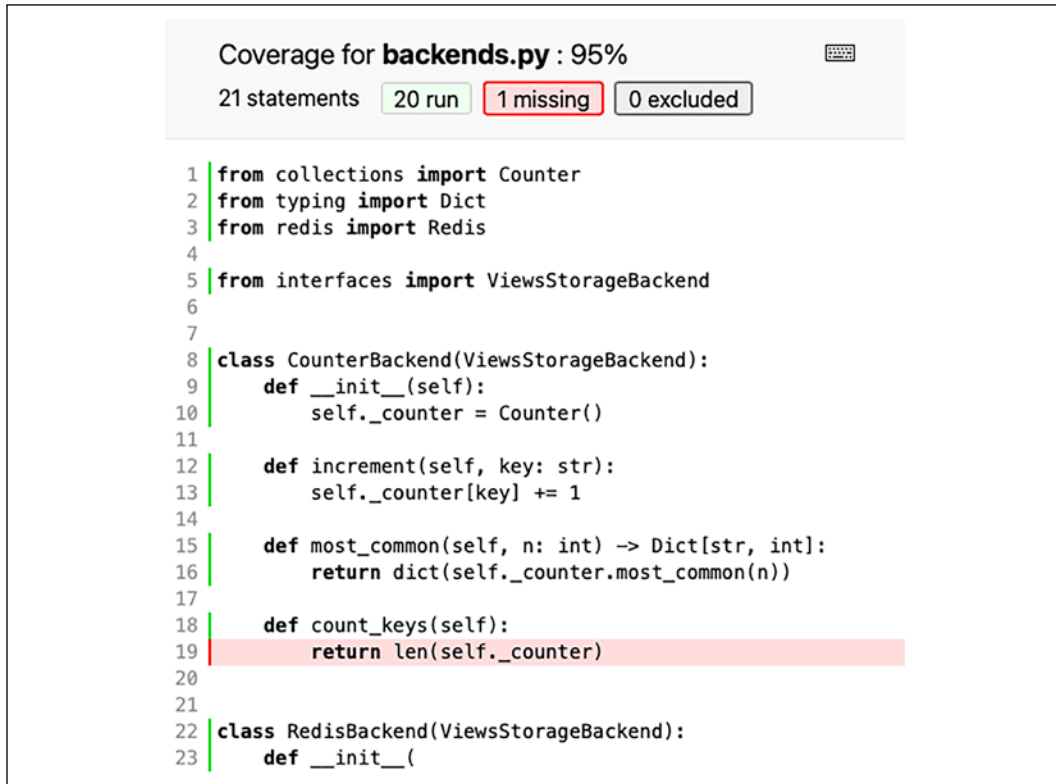 Coverage for backends.py : 95%
21 statements 20 run 1 missing 0 excluded
1 from collections import Counter
2 from typing import Dict
3 from redis import Redis
4
5 from interfaces import ViewsStorageBackend
6
7
8 class CounterBackend(ViewsStorageBackend):
9     def __init__(self):
10         self._counter = Counter()
11
12     def increment(self, key: str):
13         self._counter[key] += 1
14
15     def most_common(self, n: int) -> Dict[str, int]:
16         return dict(self._counter.most_common(n))
17
18     def count_keys(self):
19         return len(self._counter)
20
21
22 class RedisBackend(ViewsStorageBackend):
23     def __init__(